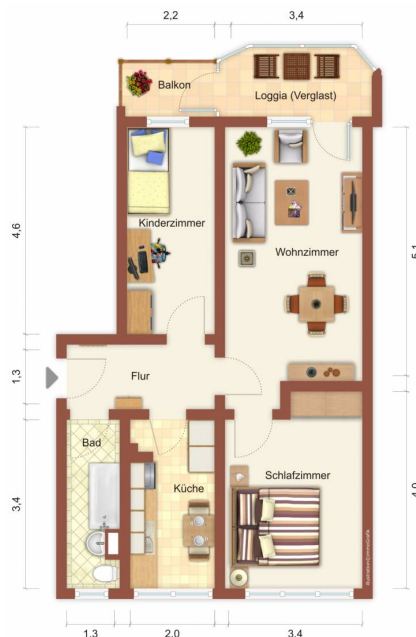 2,2
3,4
Balkon
Loggia (Verglast)
4,6
Kinderzimmer
Wohnzimmer
5,1
1,3
Flur
Bad
Küche
Schlafzimmer
3,4
4,0
1,3
2,0
3,4